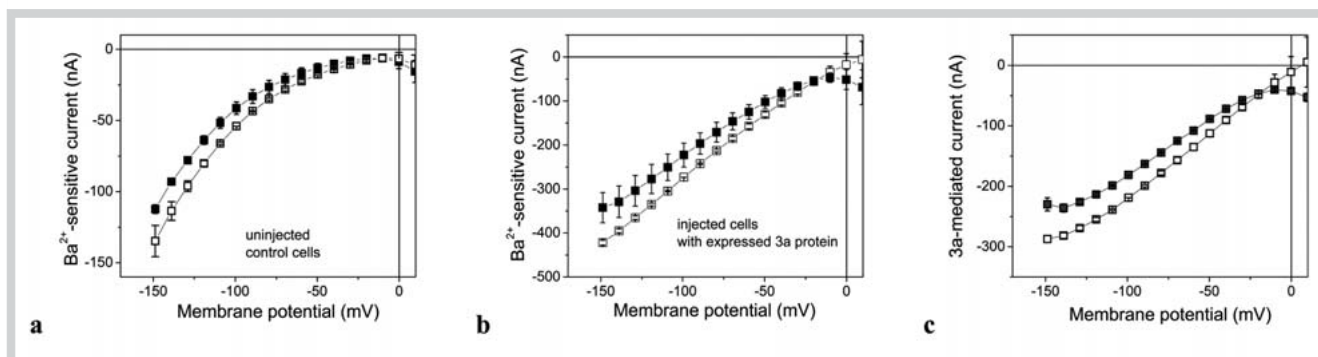 0
-50
-100
-150
Ba²⁺-sensitive current (nA)
uninjected
control cells
-150 -100 -50 0
Membrane potential (mV)
a
0
-100
-200
-300
-400
-500
Ba²⁺-sensitive current (nA)
injected cells
with expressed 3a protein
-150 -100 -50 0
Membrane potential (mV)
b
0
-100
-200
-300
3a-mediated current (nA)
-150 -100 -50 0
Membrane potential (mV)
c